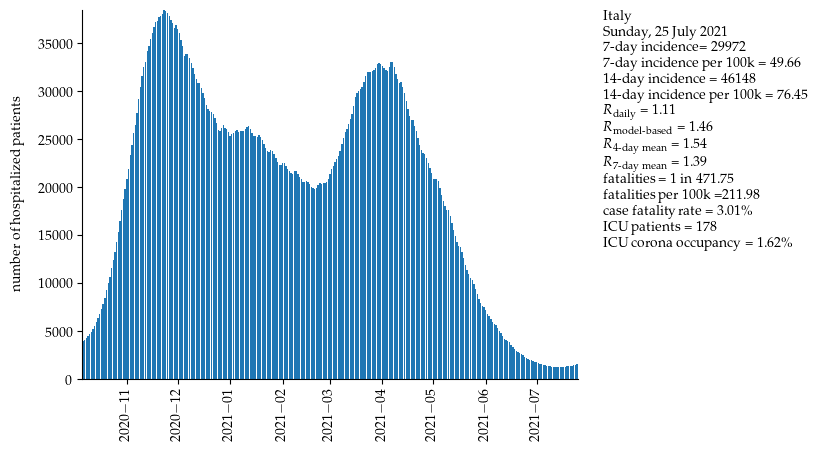 number of hospitalized patients
35000
30000
25000
20000
15000
10000
5000
0
2020−11
2020−12
2021−01
2021−02
2021−03
2021−04
2021−05
2021−06
2021−07
Italy
Sunday, 25 July 2021
7-day incidence= 29972
7-day incidence per 100k = 49.66
14-day incidence = 46148
14-day incidence per 100k = 76.45
R daily = 1.11
R model-based = 1.46
R 4-day mean = 1.54
R 7-day mean = 1.39
fatalities = 1 in 471.75
fatalities per 100k =211.98
case fatality rate = 3.01%
ICU patients = 178
ICU corona occupancy = 1.62%